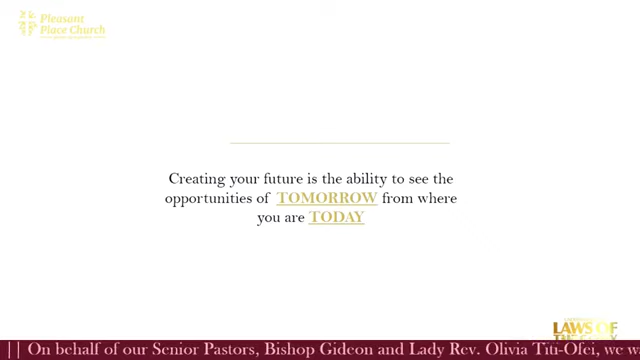 Pleasant
Place Church
Creating your future is the ability to see the
opportunities of TOMORROW from where
you are TODAY
LAWS OF
|| On behalf of our Senior Pastors, Bishop Gideon and Lady Rev. Olivia Titi-Ofei, we w